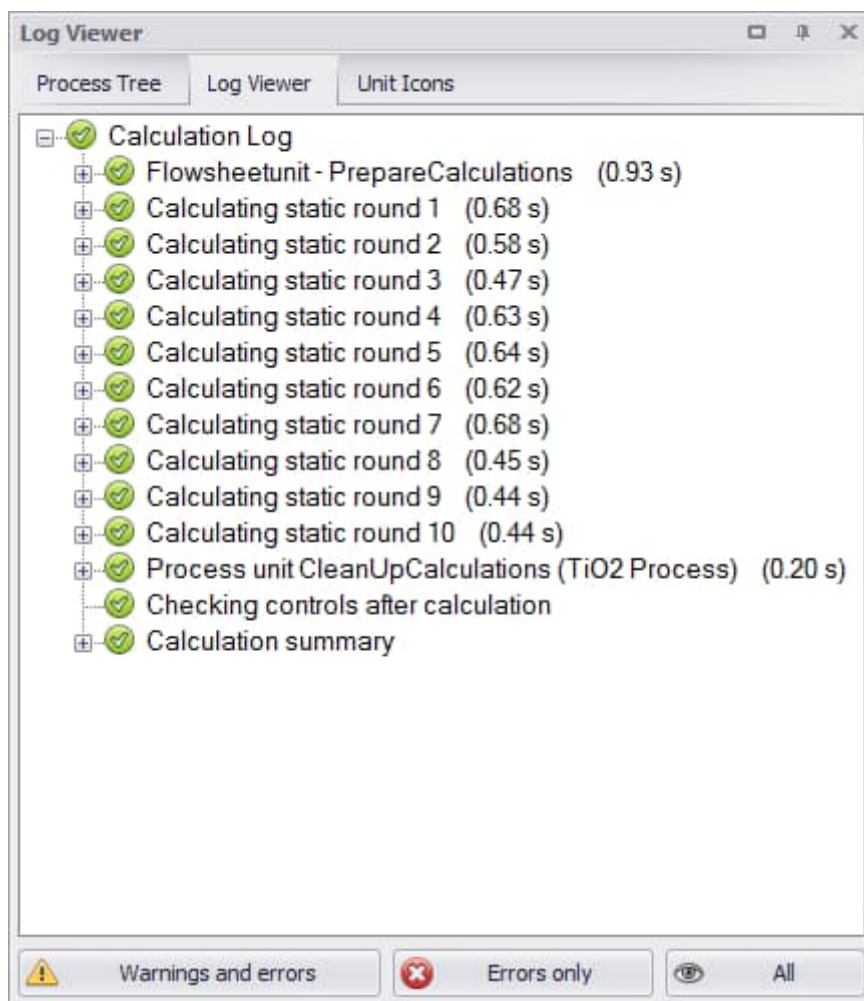 Log Viewer
Process Tree Log Viewer Unit Icons
Calculation Log
Flowsheetunit - PrepareCalculations (0.93 s)
Calculating static round 1 (0.68 s)
Calculating static round 2 (0.58 s)
Calculating static round 3 (0.47 s)
Calculating static round 4 (0.63 s)
Calculating static round 5 (0.64 s)
Calculating static round 6 (0.62 s)
Calculating static round 7 (0.68 s)
Calculating static round 8 (0.45 s)
Calculating static round 9 (0.44 s)
Calculating static round 10 (0.44 s)
Process unit CleanUpCalculations (TiO2 Process) (0.20 s)
Checking controls after calculation
Calculation summary
Warnings and errors Errors only All